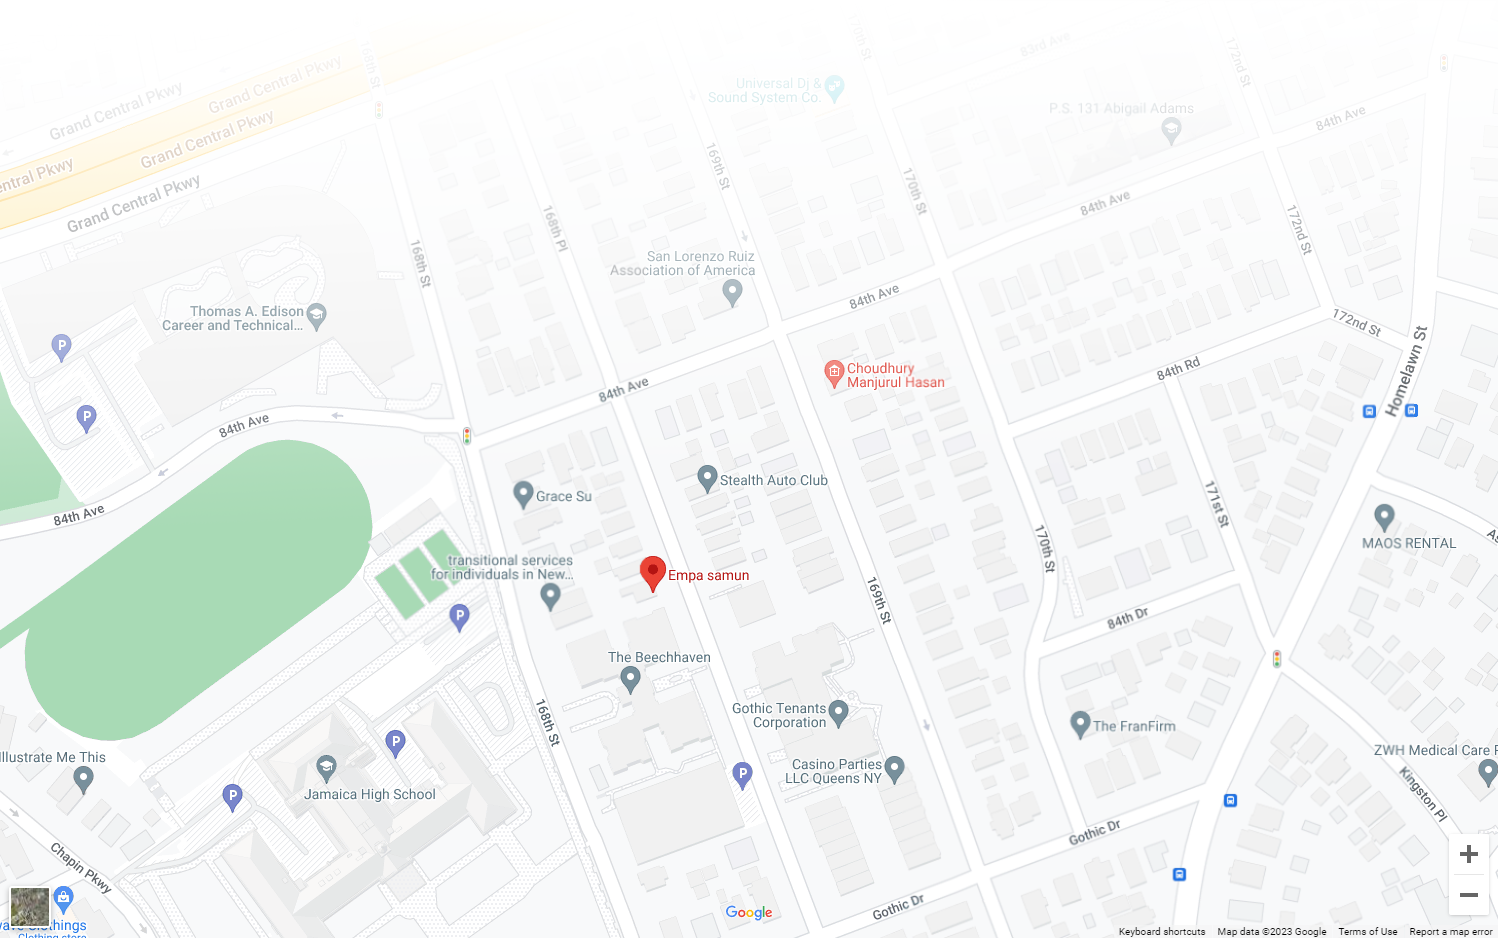 168th St
170th St
83rd Ave
172nd St
Grand Central Pkwy
Universal Dj &
Sound System Co.
Grand Central Pkwy
P.S. 131 Abigail Adams
84th Ave
Grand Central Pkwy
169th St
entral Pkwy
Grand Central Pkwy
170th St
84th Ave
168th Pl
172nd St
168th St
San Lorenzo Ruiz
Association of America
84th Ave
Thomas A. Edison
Career and Technical...
172nd St
P
Homelawn St
Choudhury
Manjurul Hasan
84th Rd
84th Ave
P
84th Ave
Stealth Auto Club
Grace Su
171st St
84th Ave
MAOS RENTAL
As
170th St
transitional services
for individuals in New...
Empa samun
169th St
P
84th Dr
The Beechhaven
Gothic Tenants
Corporation
168th St
The FranFirm
P
llustrate Me This
ZWH Medical Care P
Casino Parties
LLC Queens NY
P
Jamaica High School
P
Kingston Pl
Gothic Dr
Chapin Pkwy
Gothic Dr
Google
wave Clothings
Clothing store
Keyboard shortcuts
Map data ©2023 Google
Terms of Use
Report a map error